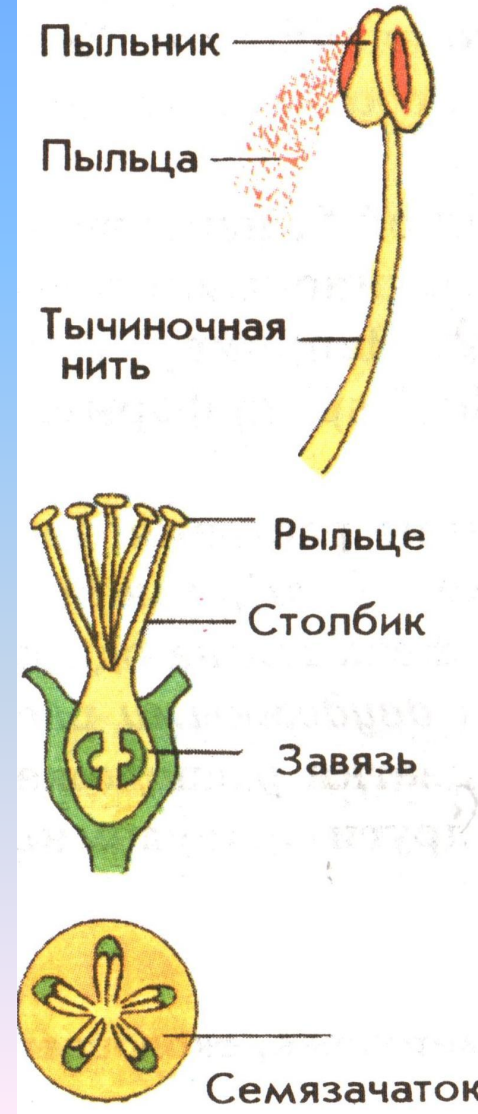 Пыльник
Пыльца
Тычиночная
нить
Рыльце
Столбик
Завязь
Семязачаток